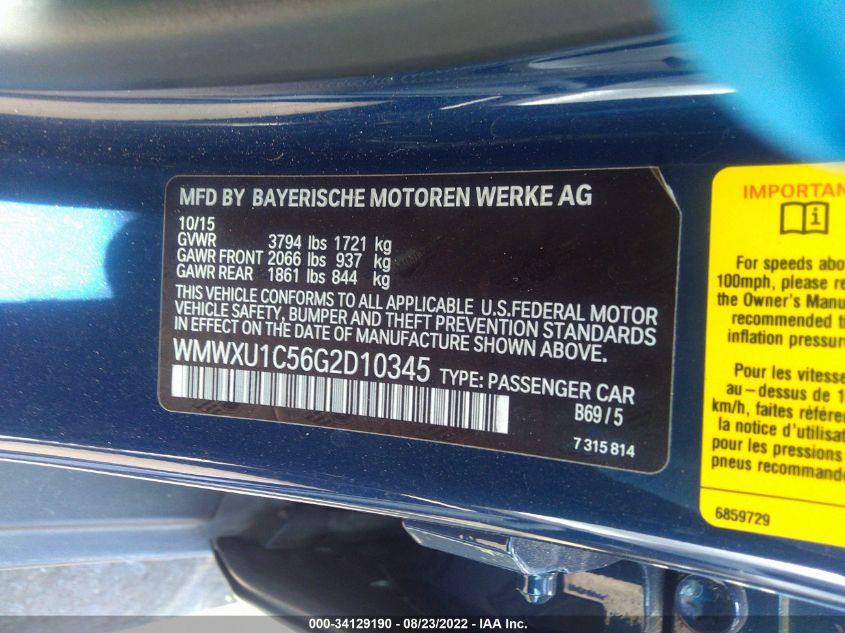 MFD BY BAYERISCHE MOTOREN WERKE AG
10/15
GVWR 3794 lbs 1721 kg
GAWR FRONT 2066 lbs 937 kg
GAWR REAR 1861 lbs 844 kg
THIS VEHICLE CONFORMS TO ALL APPLICABLE U.S.FEDERAL MOTOR
VEHICLE SAFETY, BUMPER AND THEFT PREVENTION STANDARDS
IN EFFECT ON THE DATE OF MANUFACTURE SHOWN ABOVE.
WMWXU1C56G2D10345 TYPE: PASSENGER CAR
B69/5
7 315 814
IMPORTAN
For speeds abo
100mph, please re
the Owner's Manu
recommended ti
inflation pressure
Pour les vitesse
au-dessus de 1
km/h, faites référe
la notice d'utilisat
pour les pressions
pneus recommandé
6859729
000-34129190 - 08/23/2022 - IAA Inc.